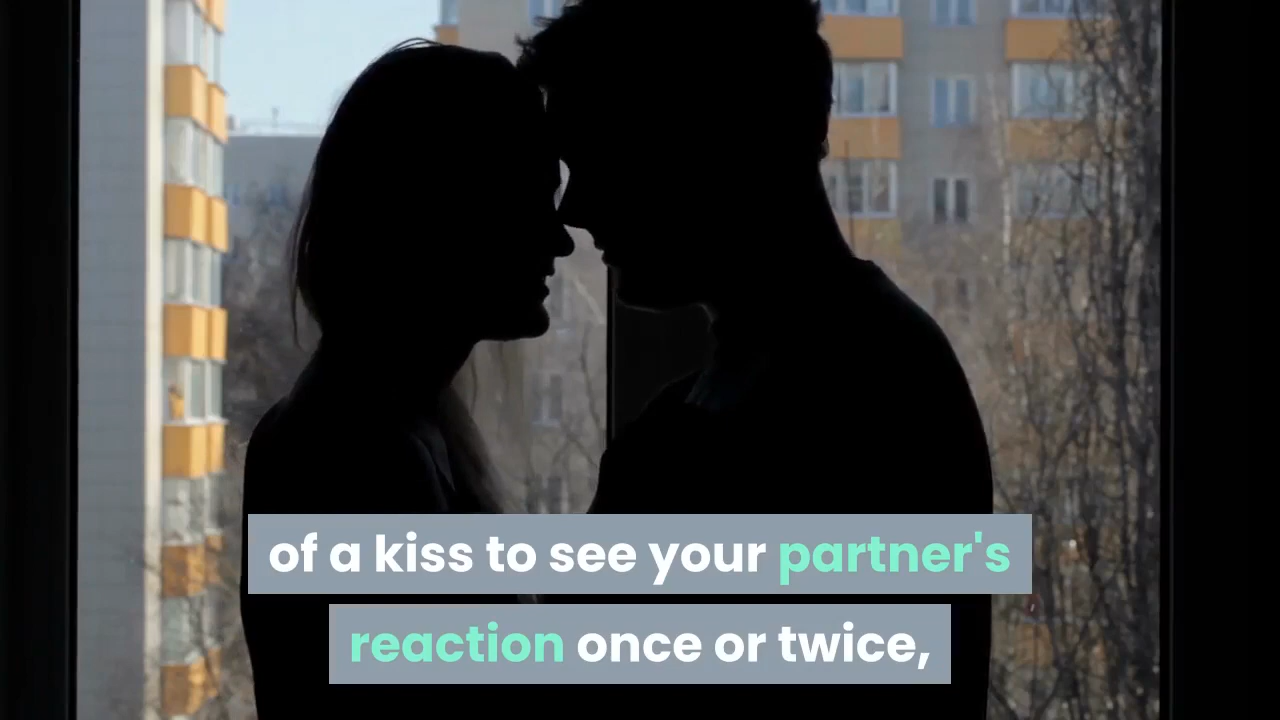 of a kiss to see your partner's
reaction once or twice,